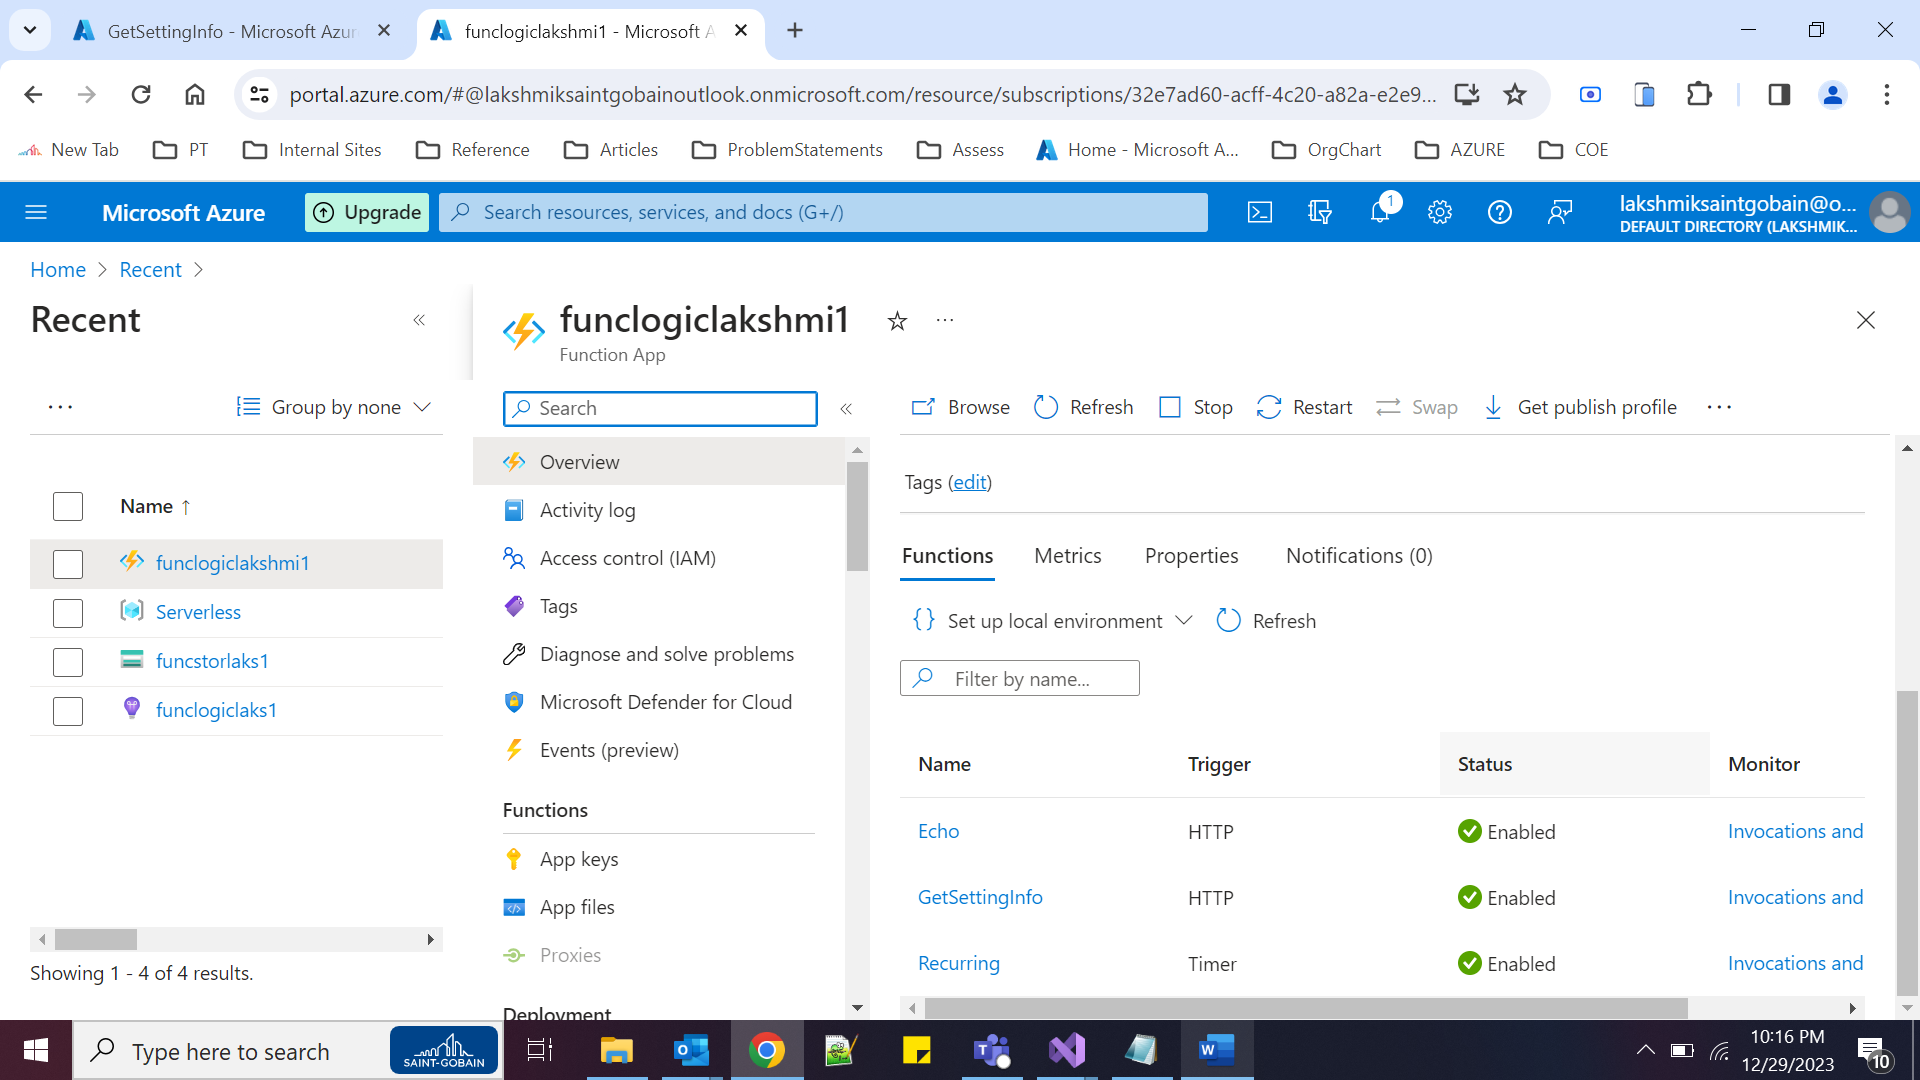 GetSettingInfo - Microsoft Azur
funclogiclakshmi1 - Microsoft A
portal.azure.com/#@lakshmiksaintgobainoutlook.onmicrosoft.com/resource/subscriptions/32e7ad60-acff-4c20-a82a-e2e9...
New Tab PT Internal Sites Reference Articles ProblemStatements Assess Home - Microsoft A... OrgChart AZURE COE
Microsoft Azure
Upgrade
Search resources, services, and docs (G+/)
1
lakshmiksaintgobain@o...
DEFAULT DIRECTORY (LAKSHMIK...
Home > Recent >
Recent
funclogiclakshmi1
Function App
Group by none
Name ↑
funclogiclakshmi1
Serverless
funcstorlaks1
funclogiclaks1
Showing 1 - 4 of 4 results.
Search
Overview
Activity log
Access control (IAM)
Tags
Diagnose and solve problems
Microsoft Defender for Cloud
Events (preview)
Functions
App keys
App files
Proxies
Deployment
Browse Refresh Stop Restart Swap Get publish profile
Tags (edit)
Functions Metrics Properties Notifications (0)
Set up local environment Refresh
Filter by name...
Name Trigger Status Monitor
Echo HTTP Enabled Invocations and
GetSettingInfo HTTP Enabled Invocations and
Recurring Timer Enabled Invocations and
Type here to search
SAINT-GOBAIN
10:16 PM
12/29/2023
10